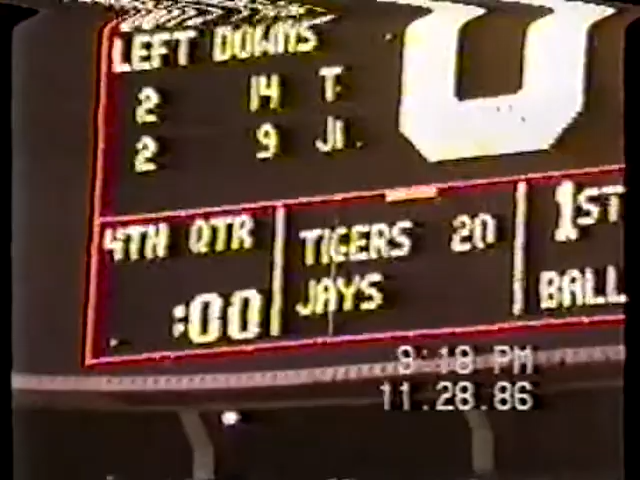 LEFT DOWNS
2 14 T
2 9 JI
U
4TH QTR :00
TIGERS 20
JAYS
1ST
BALL
9:18 PM
11.28.86